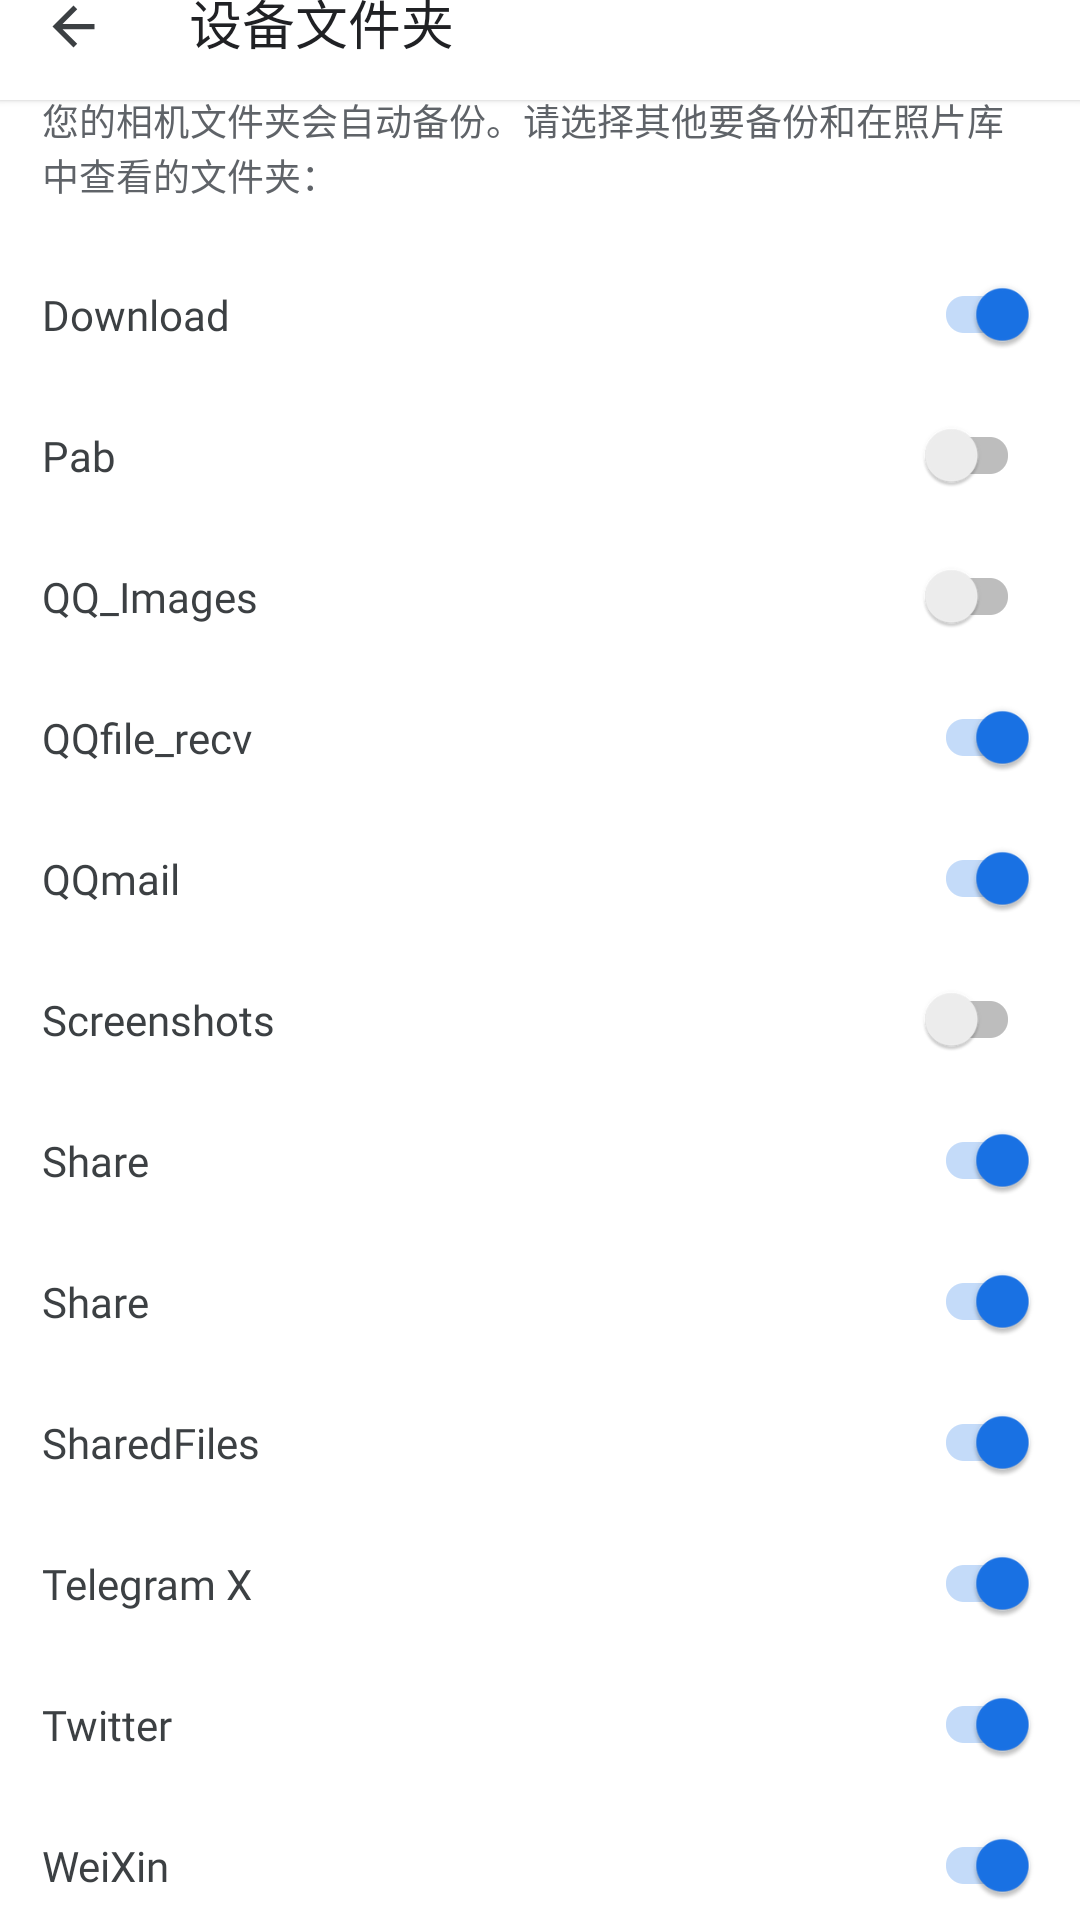 设备文件夹
您的相机文件夹会自动备份。请选择其他要备份和在照片库
中查看的文件夹：
Download
Pab
QQ_Images
QQfile_recv
QQmail
Screenshots
Share
Share
SharedFiles
Telegram X
Twitter
WeiXin